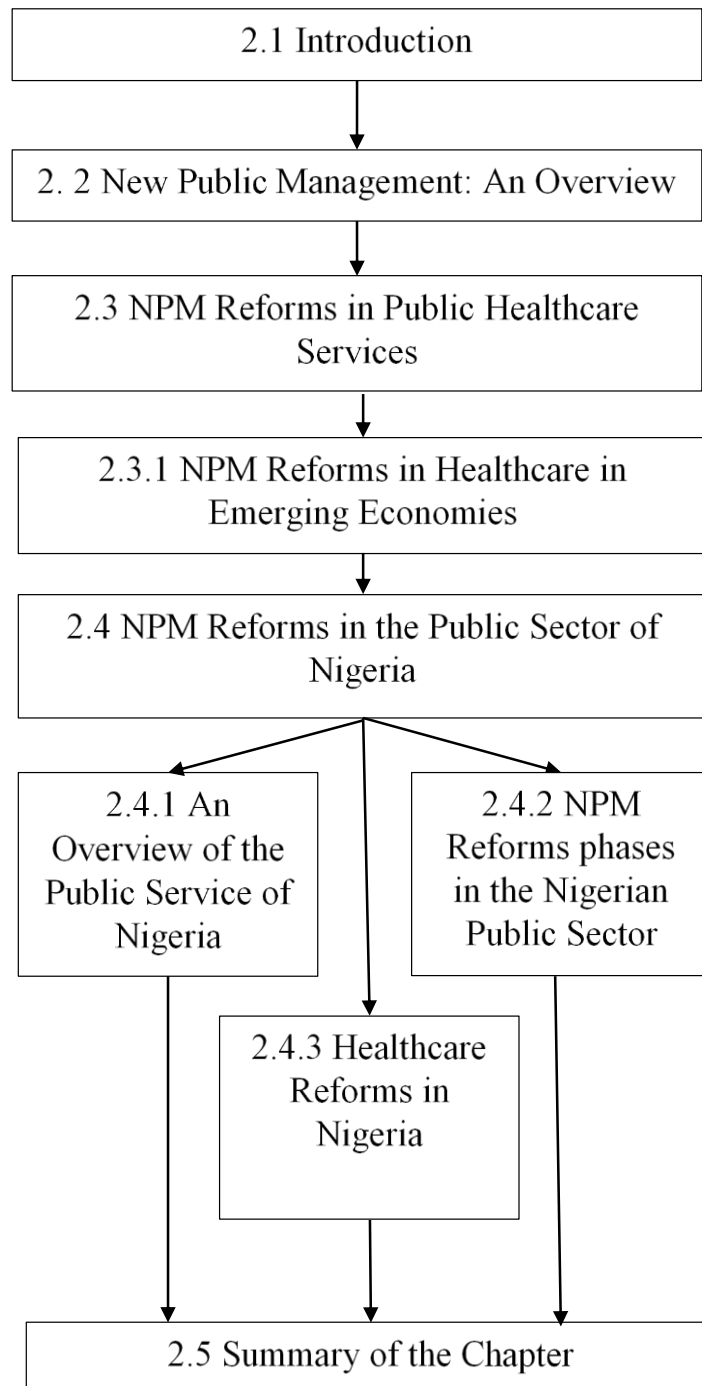 2.1 Introduction
2. 2 New Public Management: An Overview
2.3 NPM Reforms in Public Healthcare
Services
2.3.1 NPM Reforms in Healthcare in
Emerging Economies
2.4 NPM Reforms in the Public Sector of
Nigeria
2.4.1 An
Overview of the
Public Service of
Nigeria
2.4.2 NPM
Reforms phases
in the Nigerian
Public Sector
2.4.3 Healthcare
Reforms in
Nigeria
2.5 Summary of the Chapter